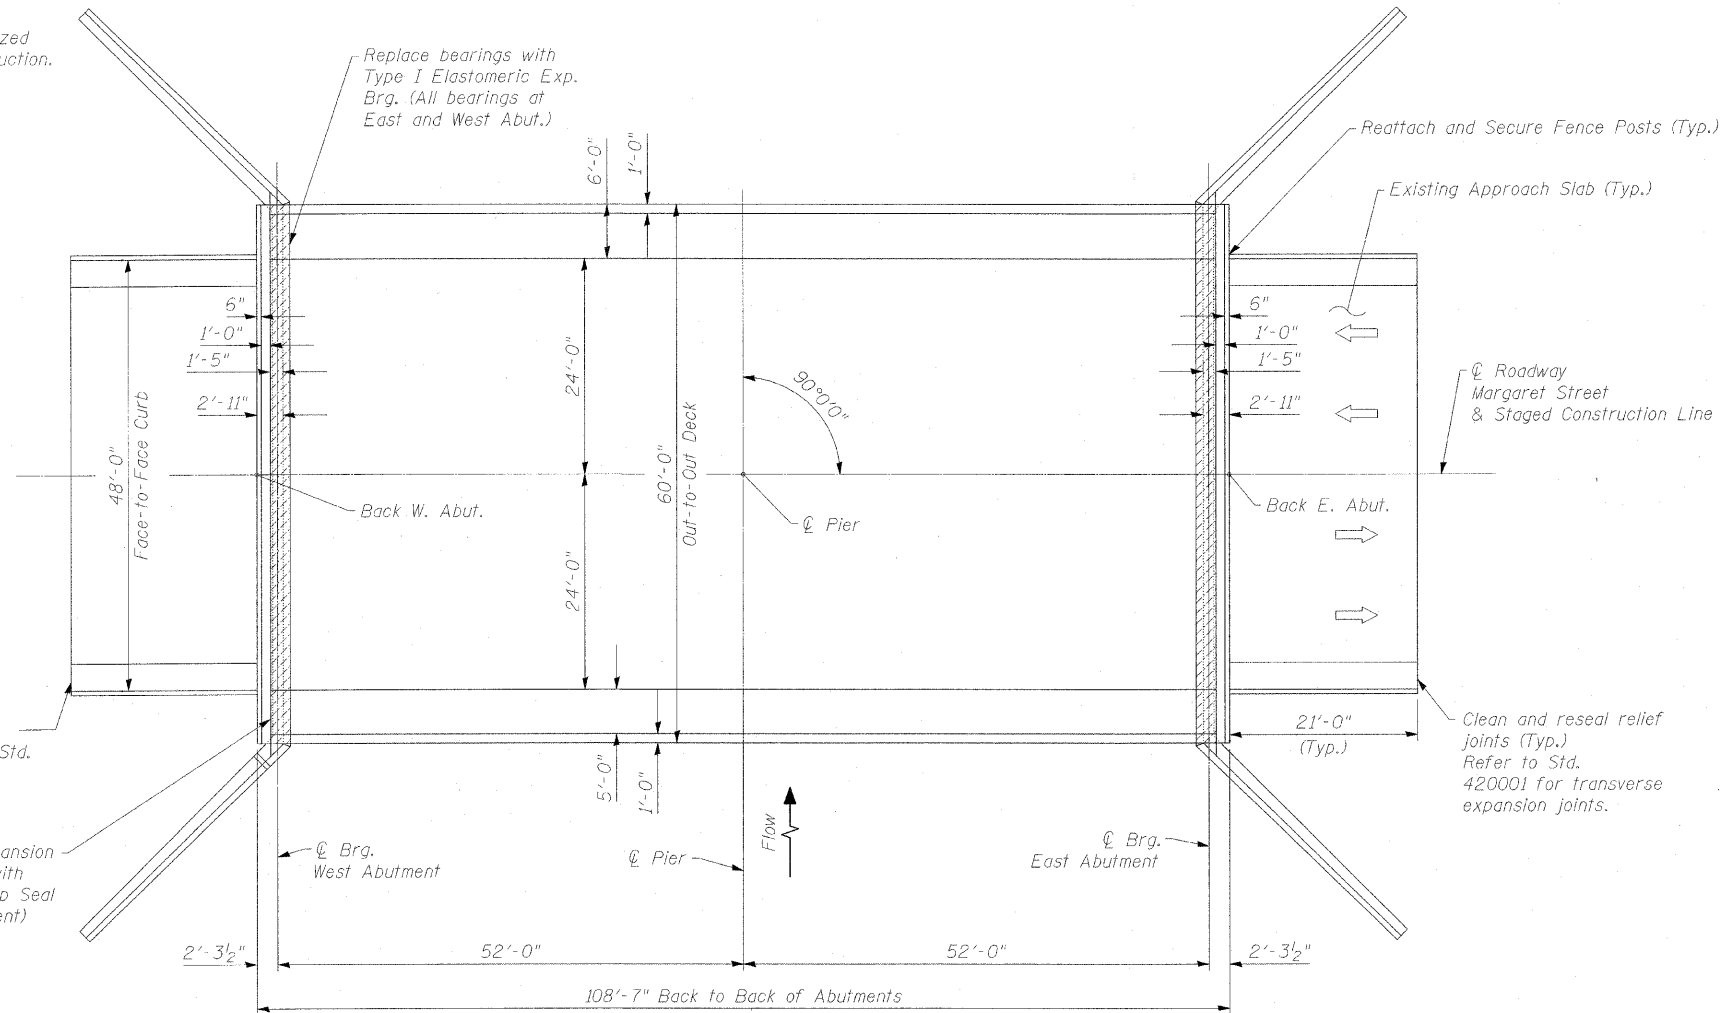 zed
uction.
Replace bearings with
Type I Elastomeric Exp.
Brg. (All bearings at
East and West Abut.)
6'-0"
1'-0"
Reattach and Secure Fence Posts (Typ.)
Existing Approach Slab (Typ.)
6"
1'-0"
1'-5"
2'-11"
48'-0"
Face-to-Face Curb
24'-0"
24'-0"
60'-0"
Out-to-Out Deck
90°0'0"
6"
1'-0"
1'-5"
2'-11"
℄ Roadway
Margaret Street
& Staged Construction Line
Back W. Abut.
℄ Pier
Back E. Abut.
Std.
5'-0"
1'-0"
21'-0"
(Typ.)
Clean and reseal relief
joints (Typ.)
Refer to Std.
420001 for transverse
expansion joints.
ansion
with
p Seal
ent)
℄ Brg.
West Abutment
℄ Pier
Flow
℄ Brg.
East Abutment
2'-3½"
52'-0"
52'-0"
2'-3½"
108'-7" Back to Back of Abutments